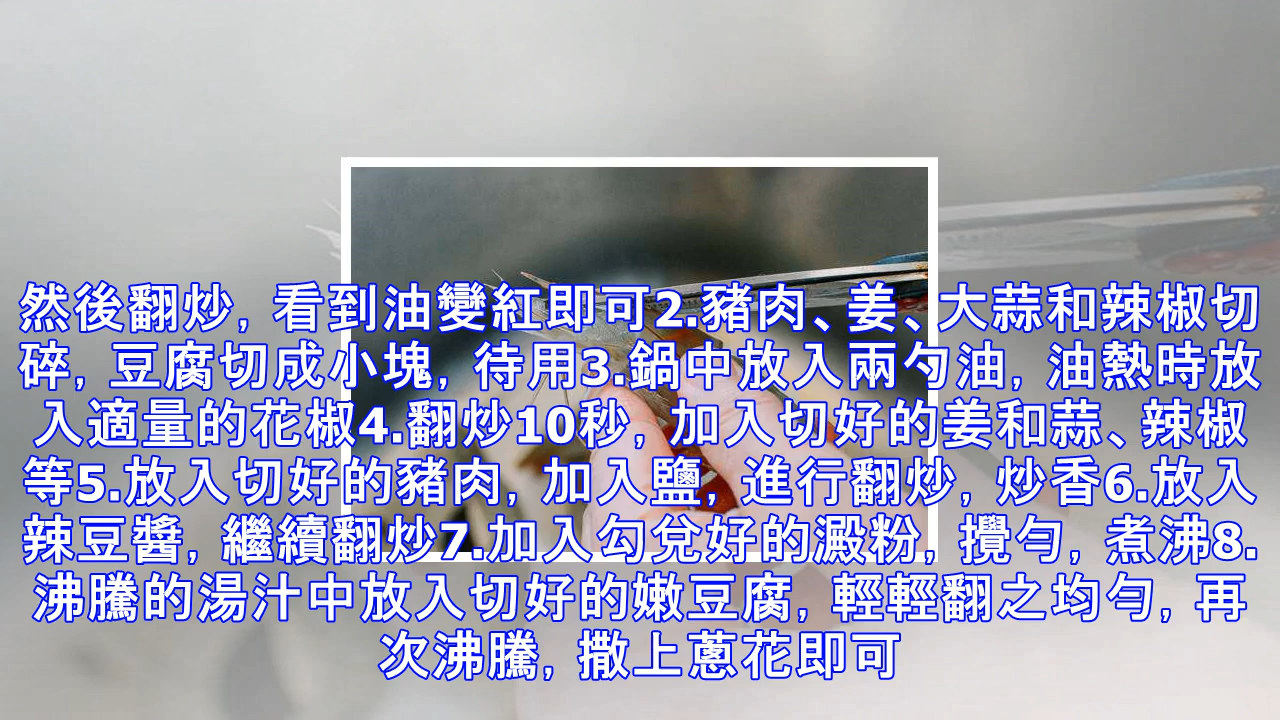 然後翻炒, 看到油變紅即可2.豬肉、姜、大蒜和辣椒切
碎, 豆腐切成小塊, 待用3.鍋中放入兩勺油, 油熱時放
入適量的花椒4.翻炒10秒, 加入切好的姜和蒜、辣椒
等5.放入切好的豬肉, 加入鹽, 進行翻炒, 炒香6.放入
辣豆醬, 繼續翻炒7.加入勾兌好的澱粉, 攪勻, 煮沸8.
沸騰的湯汁中放入切好的嫩豆腐, 輕輕翻之均勻, 再
次沸騰, 撒上蔥花即可